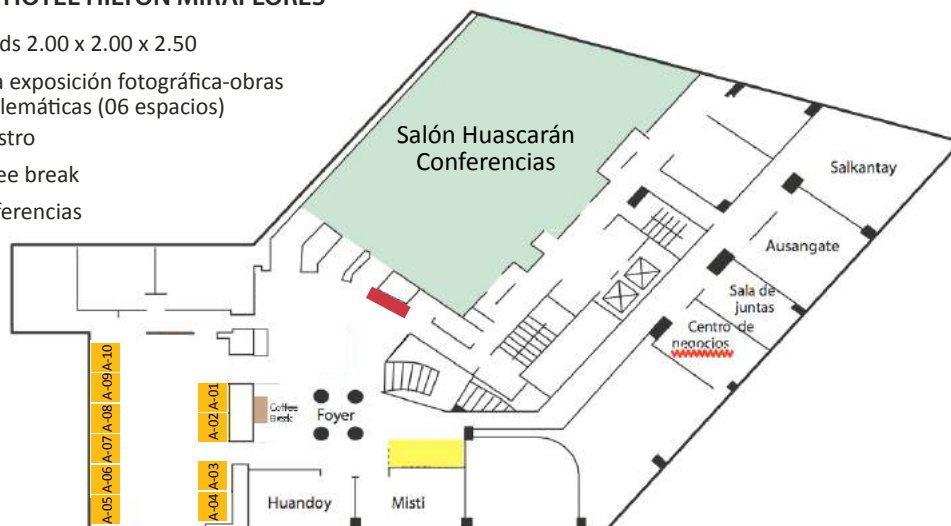 HOTEL HILTON MIRAFLORES
ds 2.00 x 2.00 x 2.50
a exposición fotográfica-obras
lemáticas (06 espacios)
stro
ee break
ferencias
Salón Huascarán
Conferencias
Salkantay
Ausangate
Sala de
juntas
Centro de
negocios
A-10
A-09
A-08
A-07
A-06
A-05
A-01
A-02
A-03
A-04
Coffee
Break
Foyer
Huandoy
Misti